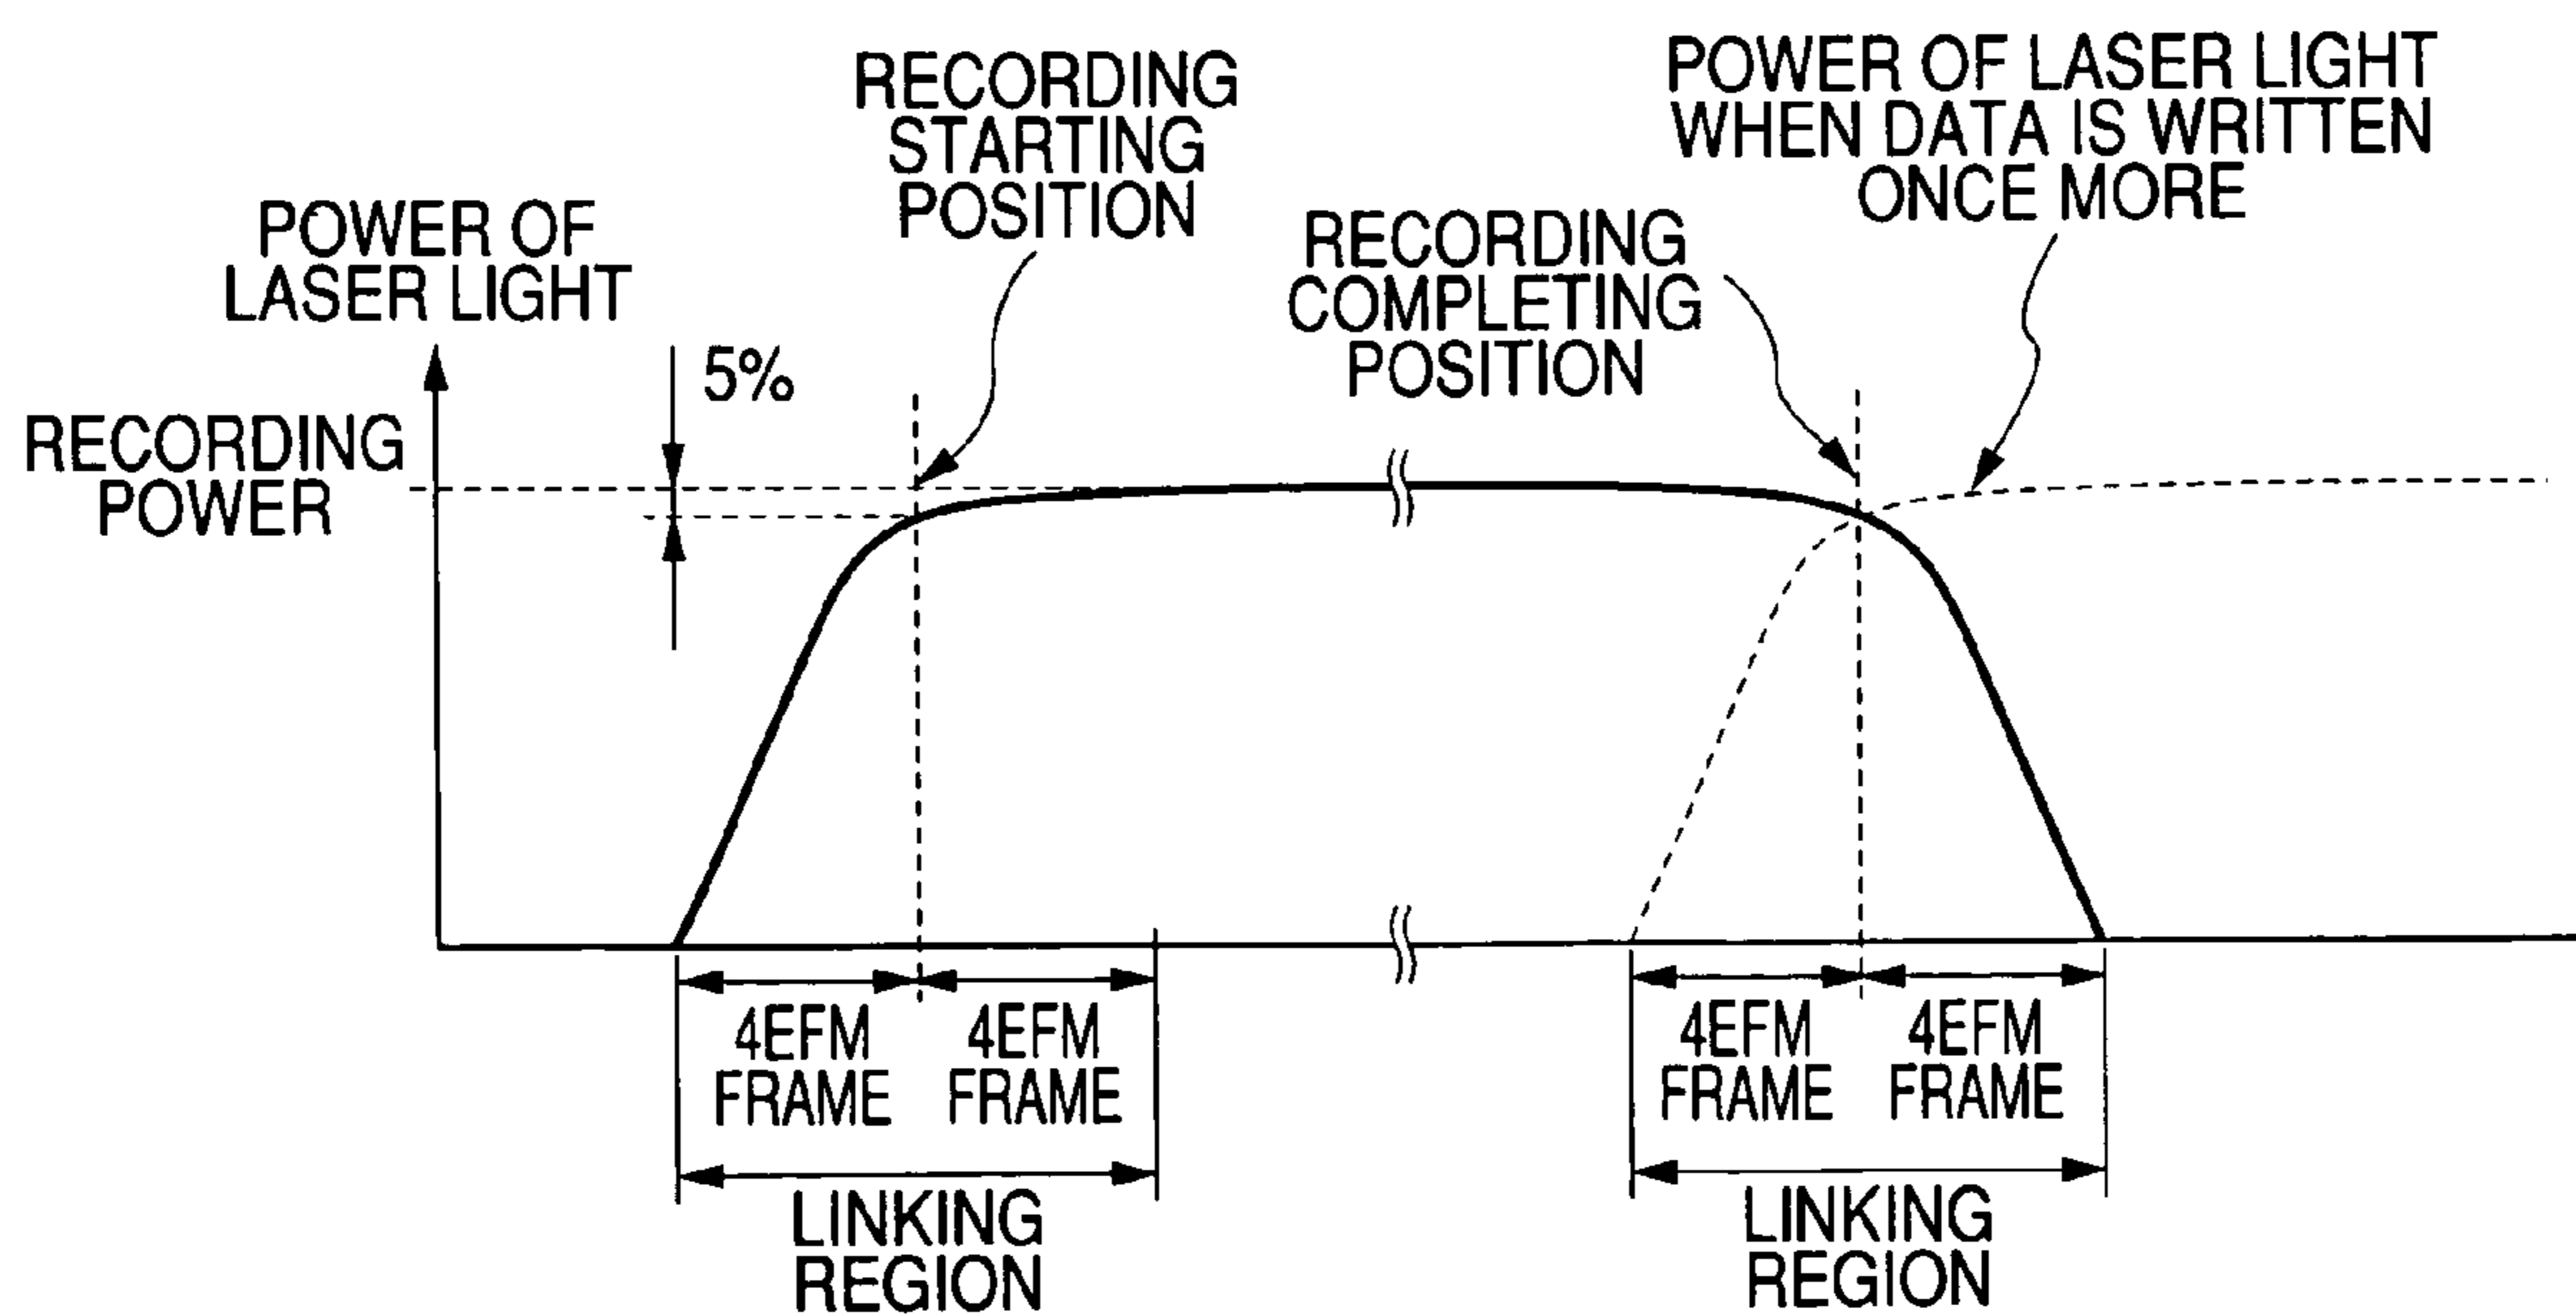 RECORDING
STARTING
POSITION
POWER OF LASER LIGHT
WHEN DATA IS WRITTEN
ONCE MORE
POWER OF
LASER LIGHT
RECORDING
COMPLETING
POSITION
5%
RECORDING
POWER
4EFM
FRAME
4EFM
FRAME
4EFM
FRAME
4EFM
FRAME
LINKING
REGION
LINKING
REGION